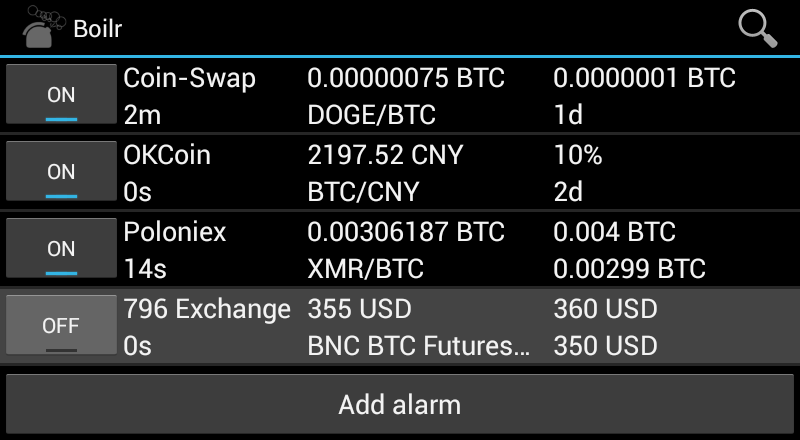 Boilr
ON Coin-Swap 0.00000075 BTC 0.0000001 BTC
2m DOGE/BTC 1d
ON OKCoin 2197.52 CNY 10%
0s BTC/CNY 2d
ON Poloniex 0.00306187 BTC 0.004 BTC
14s XMR/BTC 0.00299 BTC
OFF 796 Exchange 355 USD 360 USD
0s BNC BTC Futures... 350 USD
Add alarm